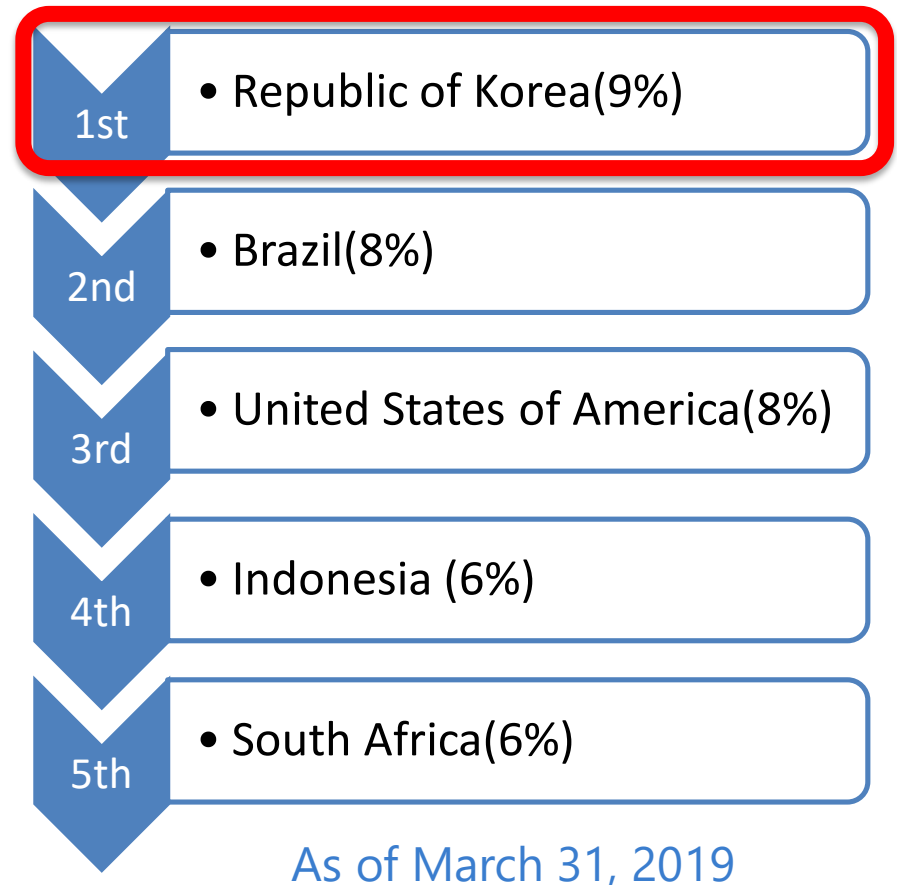 1st
• Republic of Korea(9%)
2nd
• Brazil(8%)
3rd
• United States of America(8%)
4th
• Indonesia (6%)
5th
• South Africa(6%)
As of March 31, 2019